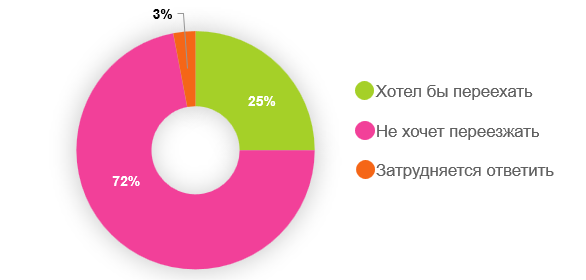 3%
25%
72%
Хотел бы переехать
Не хочет переезжать
Затрудняется ответить